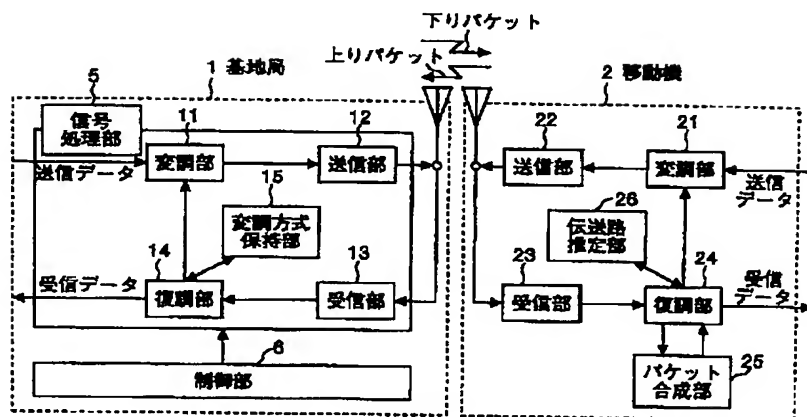 下りパケット
上りパケット
1 基地局
2 移動機
5
信号
処理部
11
変調部
12
送信部
送信データ
15
変調方式
保持部
14
復調部
13
受信部
受信データ
6
制御部
22
送信部
21
変調部
送信
データ
26
伝送路
推定部
23
受信部
24
復調部
受信
データ
パケット
合成部
25